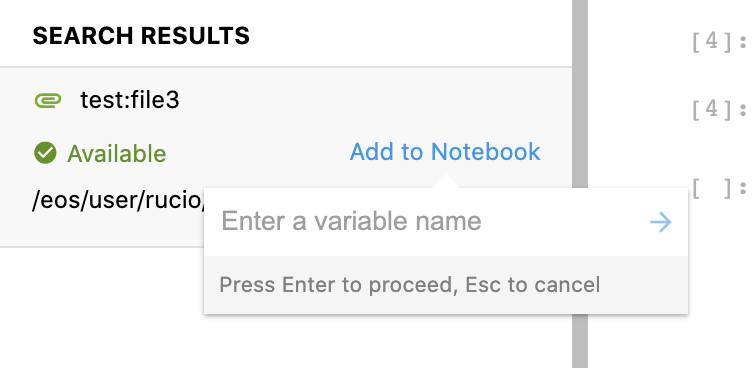 SEARCH RESULTS
test:file3
Available
Add to Notebook
/eos/user/rucio/
Enter a variable name
Press Enter to proceed, Esc to cancel
[4]:
[4]:
[ ]: